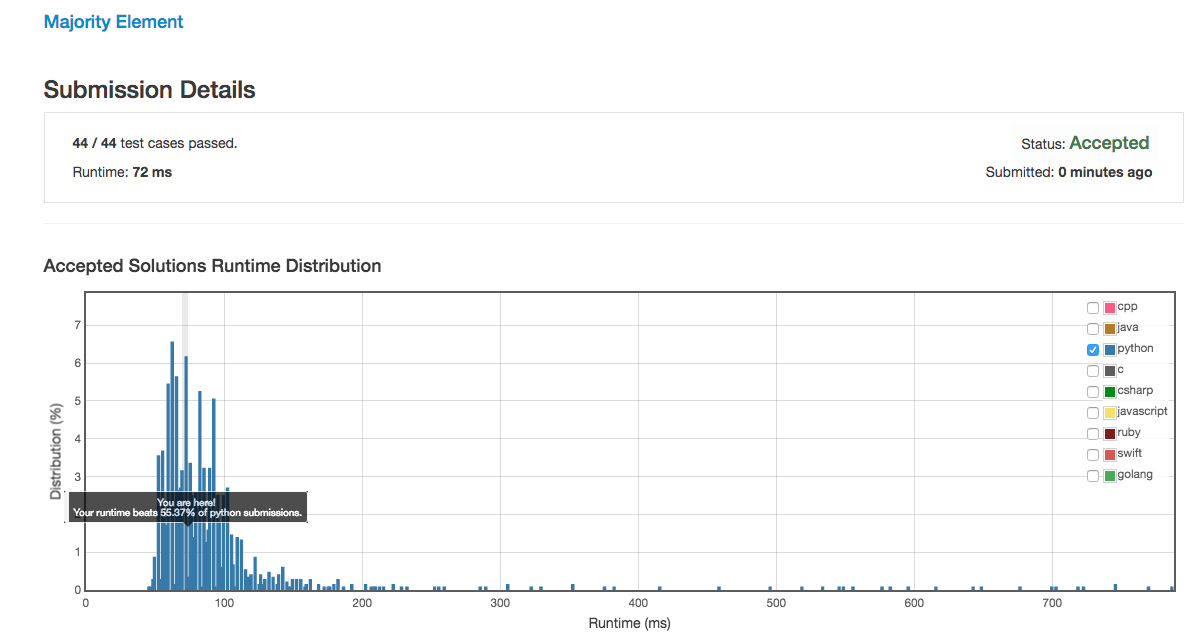 Majority Element
Submission Details
44 / 44 test cases passed.
Status: Accepted
Runtime: 72 ms
Submitted: 0 minutes ago
Accepted Solutions Runtime Distribution
cpp
java
python
c
csharp
javascript
ruby
swift
golang
Distribution (%)
7
6
5
4
3
1
0
You are here!
Your runtime beats 55.37% of python submissions.
0
100
200
300
400
500
600
700
Runtime (ms)